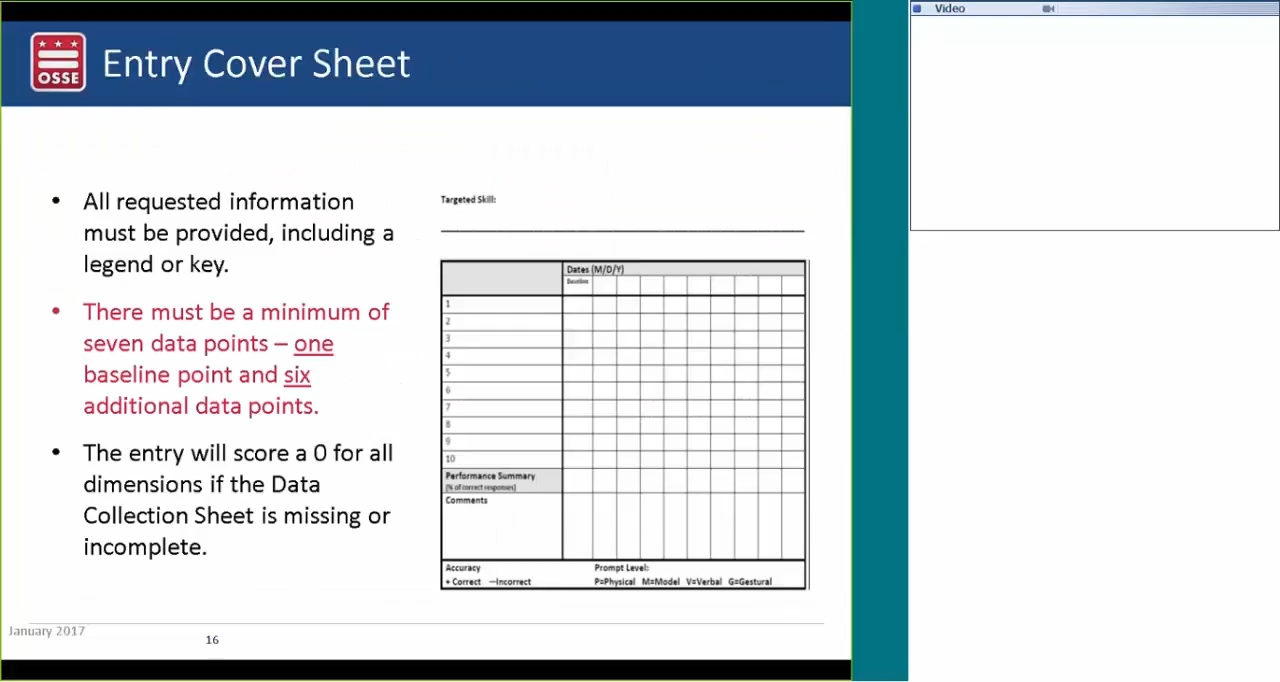 Video
OSSE
Entry Cover Sheet
• All requested information
must be provided, including a
legend or key.
• There must be a minimum of
seven data points – one
baseline point and six
additional data points.
• The entry will score a 0 for all
dimensions if the Data
Collection Sheet is missing or
incomplete.
Targeted Skill:
Dates (M/D/Y)
Baseline
1
2
3
4
5
6
7
8
9
10
Performance Summary
(% of correct responses)
Comments
Accuracy
Prompt Level:
+ Correct —Incorrect
P=Physical M=Model V=Verbal G=Gestural
January 2017
16